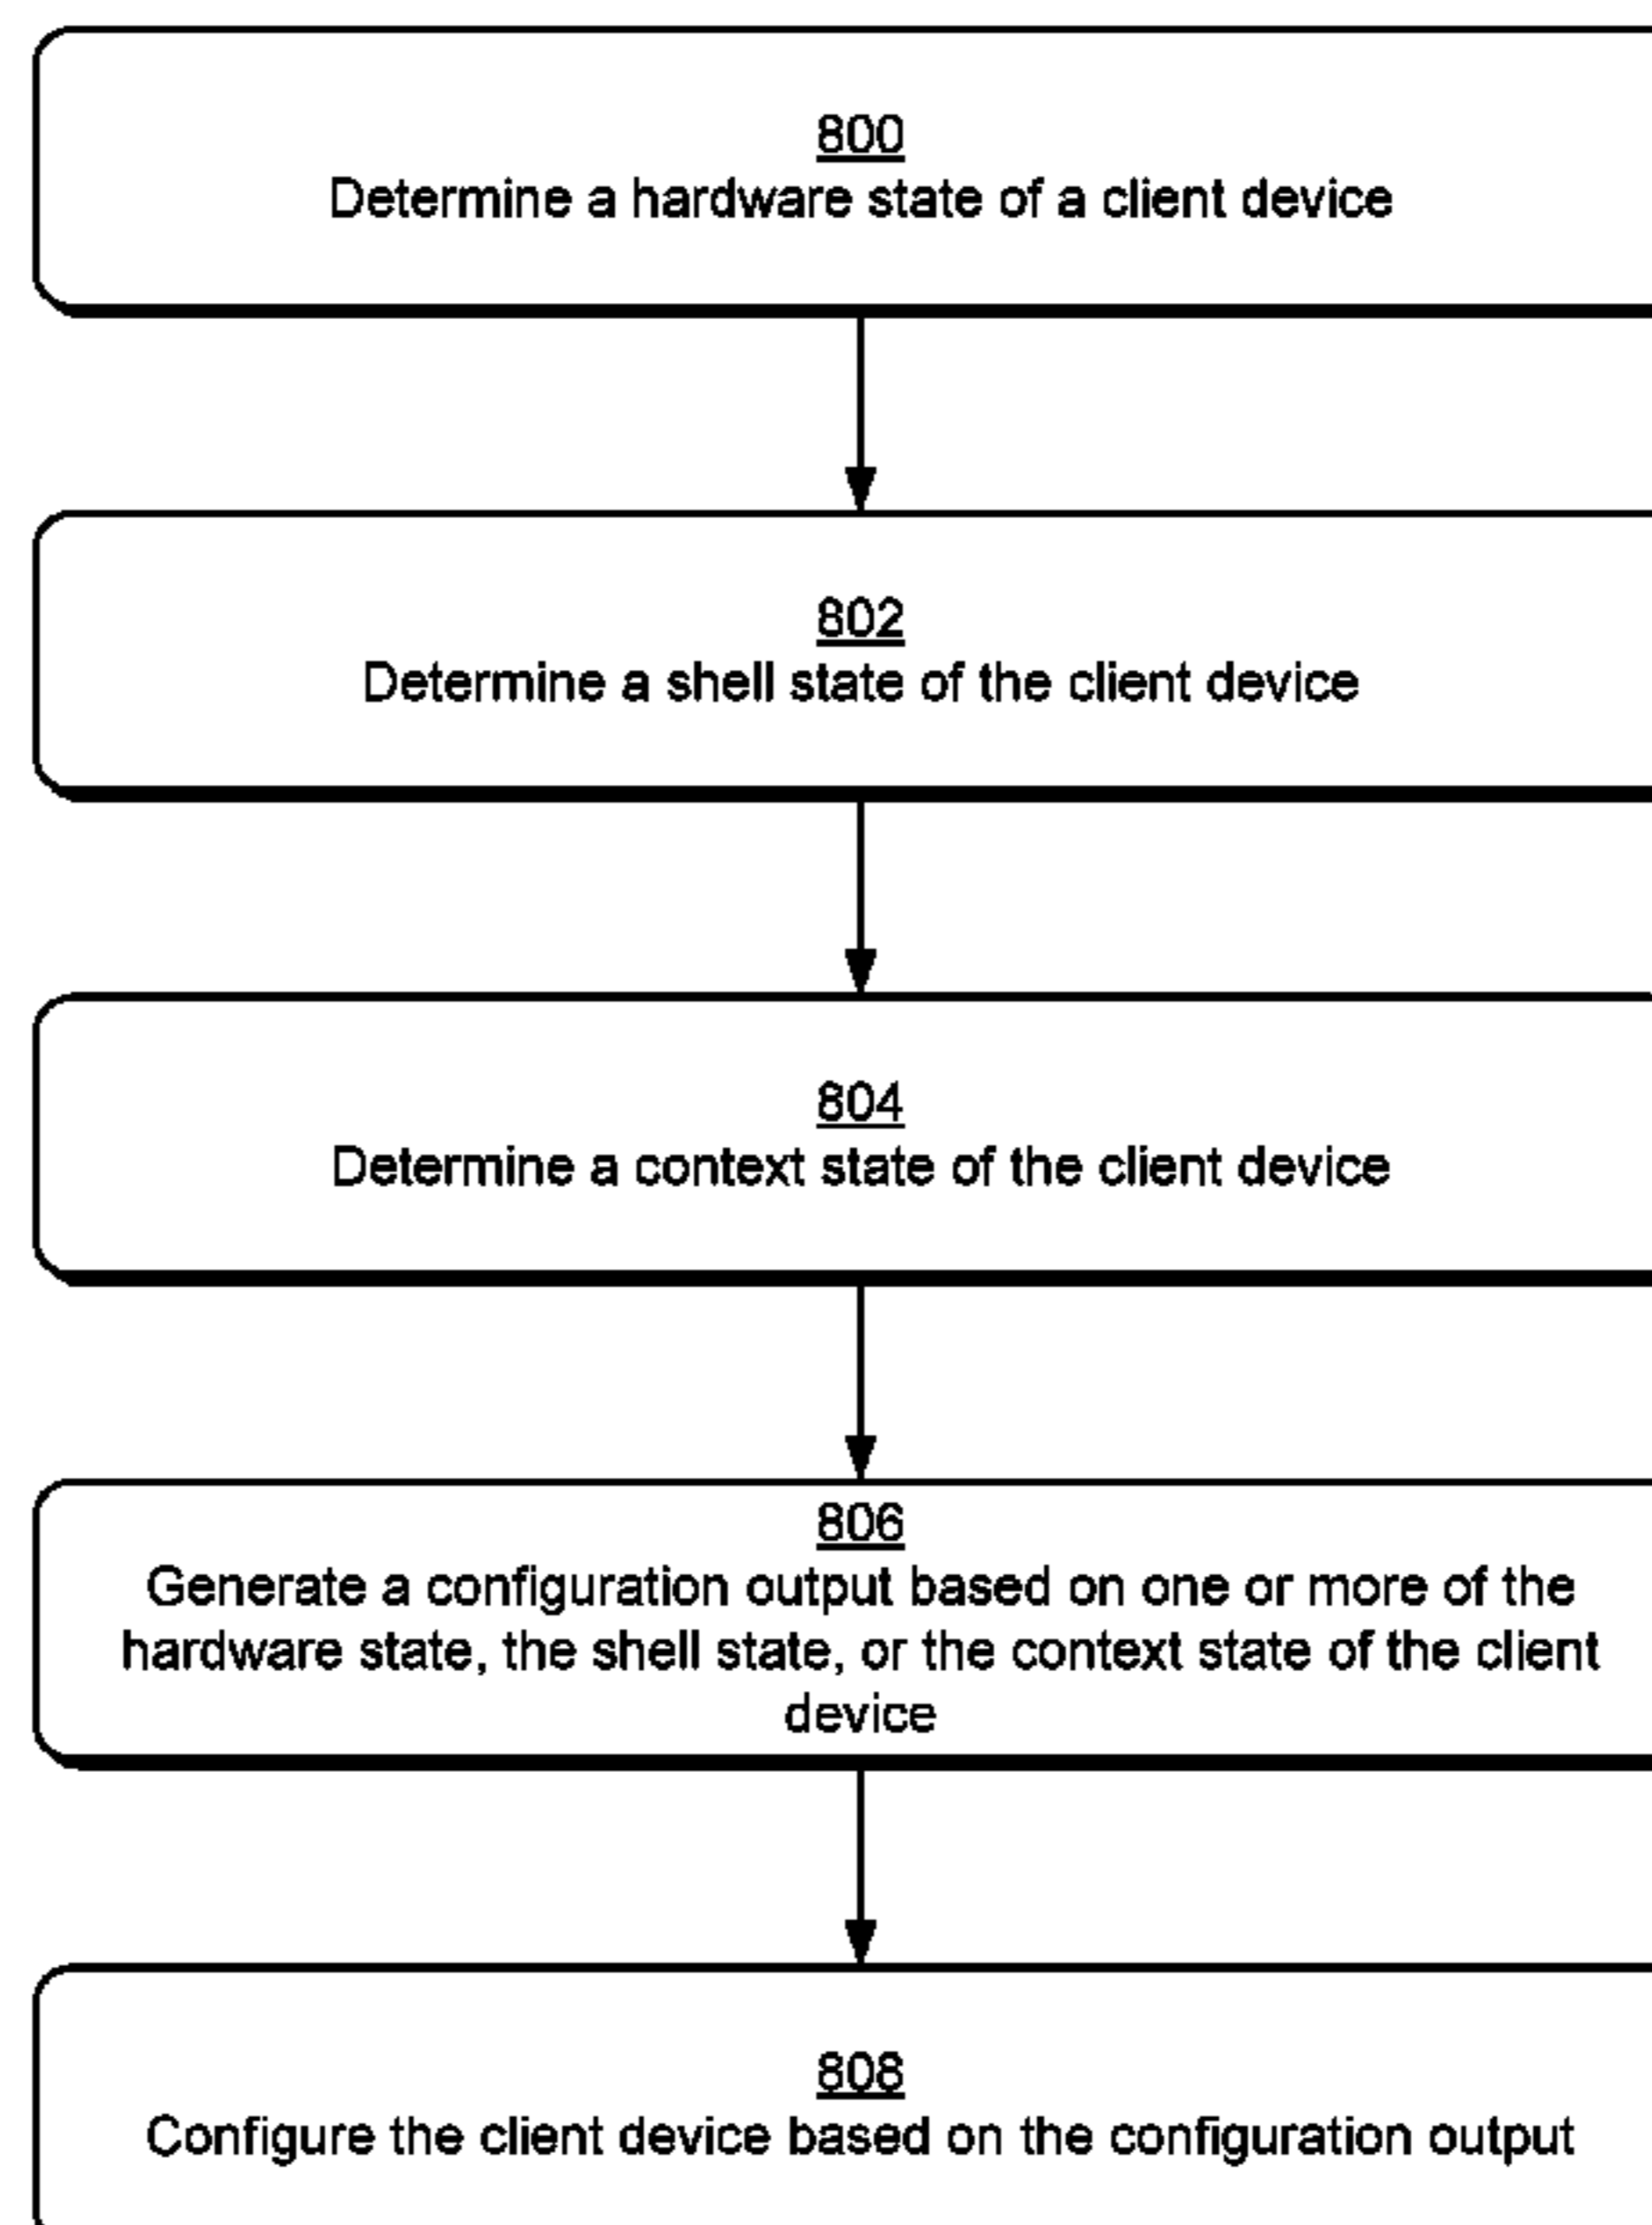 800
Determine a hardware state of a client device
802
Determine a shell state of the client device
804
Determine a context state of the client device
806
Generate a configuration output based on one or more of the
hardware state, the shell state, or the context state of the client
device
808
Configure the client device based on the configuration output